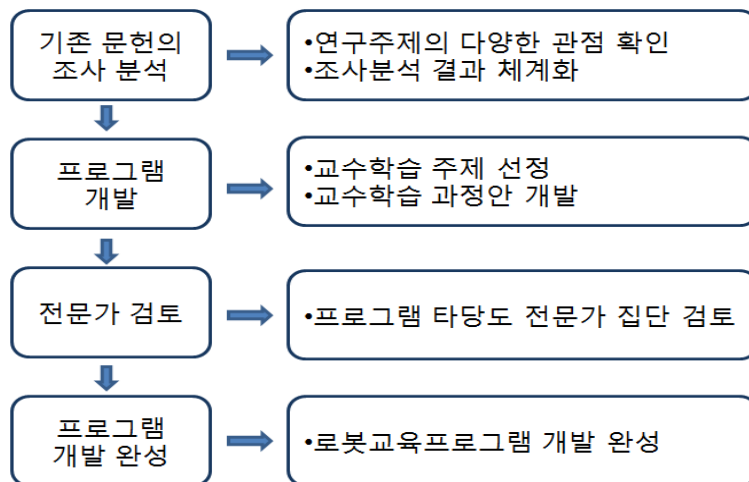 기존 문헌의
조사 분석
•연구주제의 다양한 관점 확인
•조사분석 결과 체계화
프로그램
개발
•교수학습 주제 선정
•교수학습 과정안 개발
전문가 검토
•프로그램 타당도 전문가 집단 검토
프로그램
개발 완성
•로봇교육프로그램 개발 완성